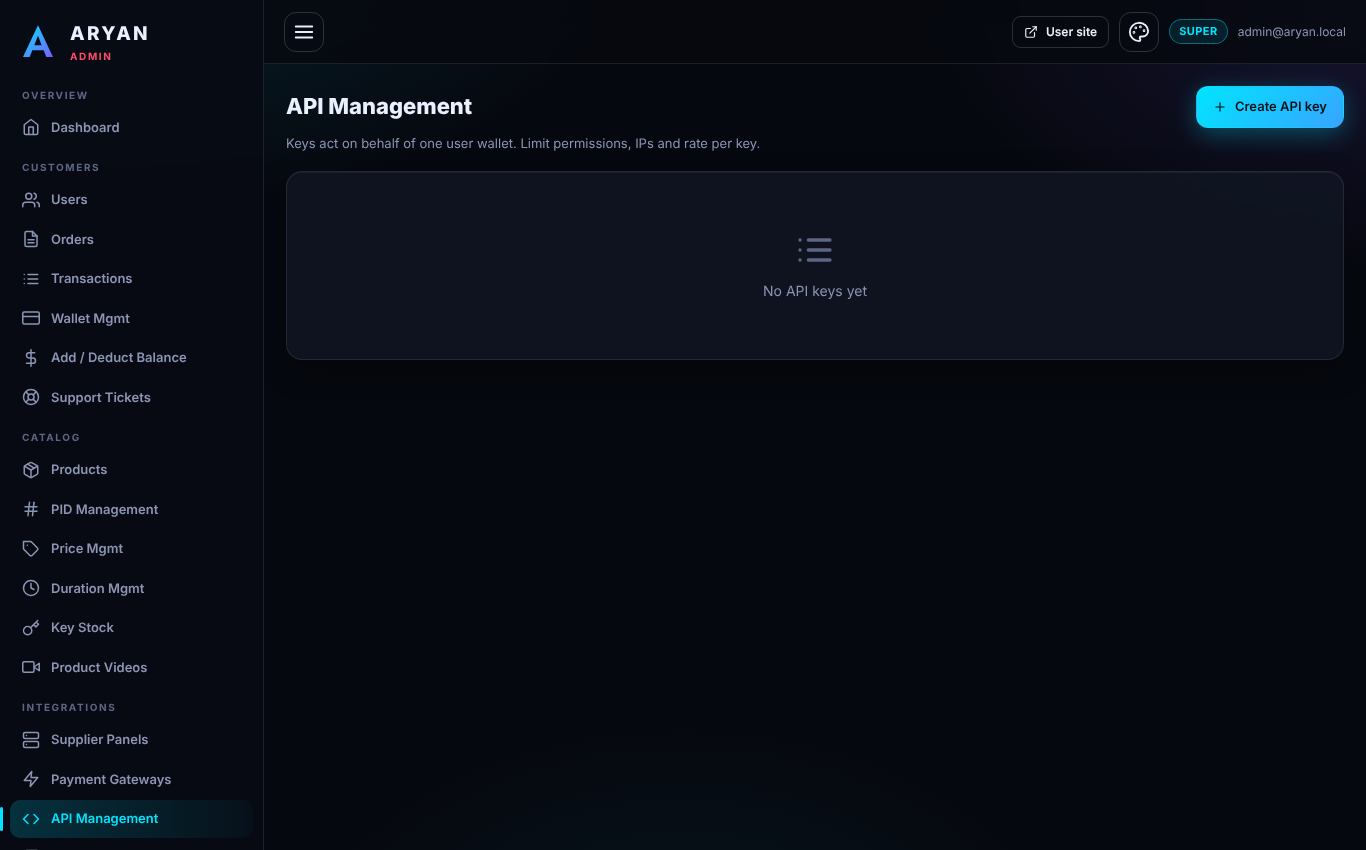 ARYAN
ADMIN
OVERVIEW
Dashboard
CUSTOMERS
Users
Orders
Transactions
Wallet Mgmt
Add / Deduct Balance
Support Tickets
CATALOG
Products
PID Management
Price Mgmt
Duration Mgmt
Key Stock
Product Videos
INTEGRATIONS
Supplier Panels
Payment Gateways
API Management
User site
SUPER
admin@aryan.local
API Management
Create API key
Keys act on behalf of one user wallet. Limit permissions, IPs and rate per key.
No API keys yet